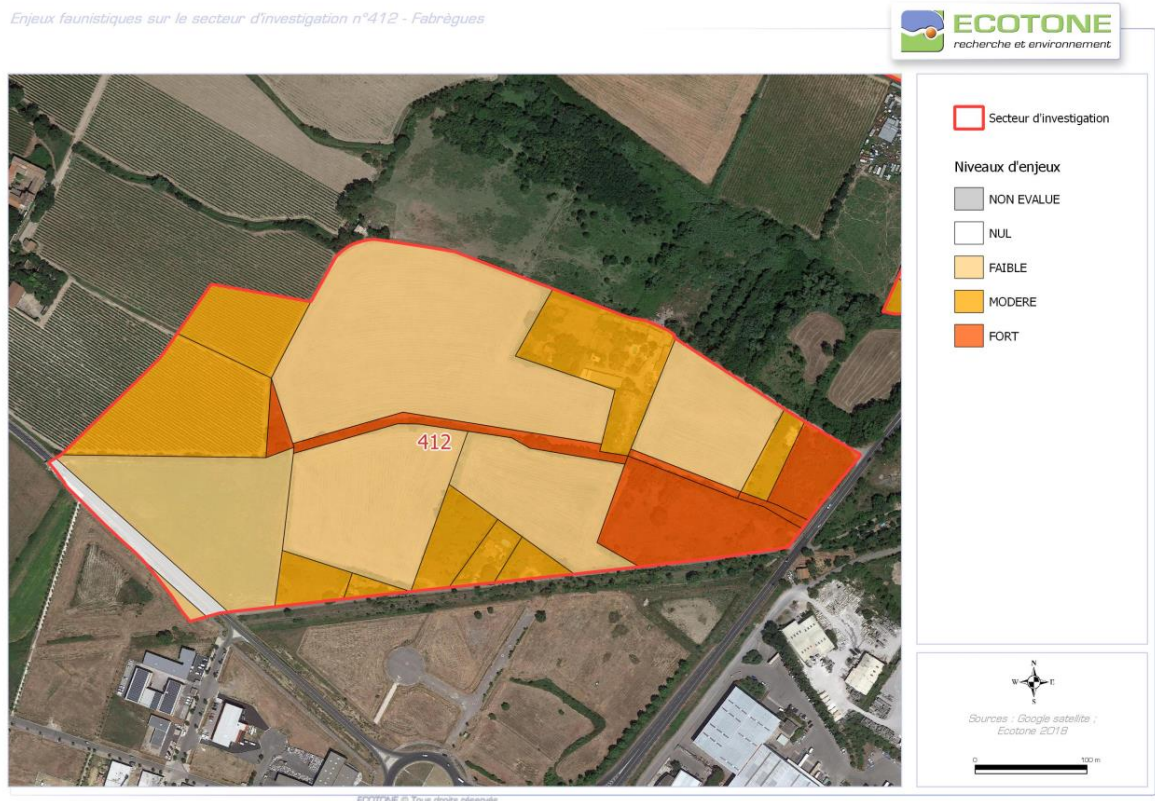 Enjeux faunistiques sur le secteur d'investigation n°412 - Fabrègues
ECOTONE
recherche et environnement
Secteur d'investigation
Niveaux d'enjeux
NON EVALUE
NUL
FAIBLE
MODERE
FORT
412
N
W E
S
Sources : Google satellite ;
Ecotone 2018
0 100 m
ECOTONE © Tous droits réservés